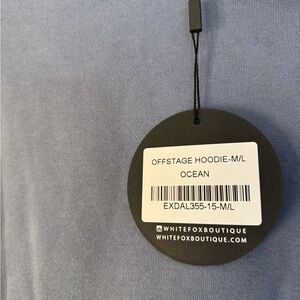 OFFSTAGE HOODIE-M/L
OCEAN
EXDAL355-15-M/L
WHITEFOXBOUTIQUE
WHITEFOXBOUTIQUE.COM